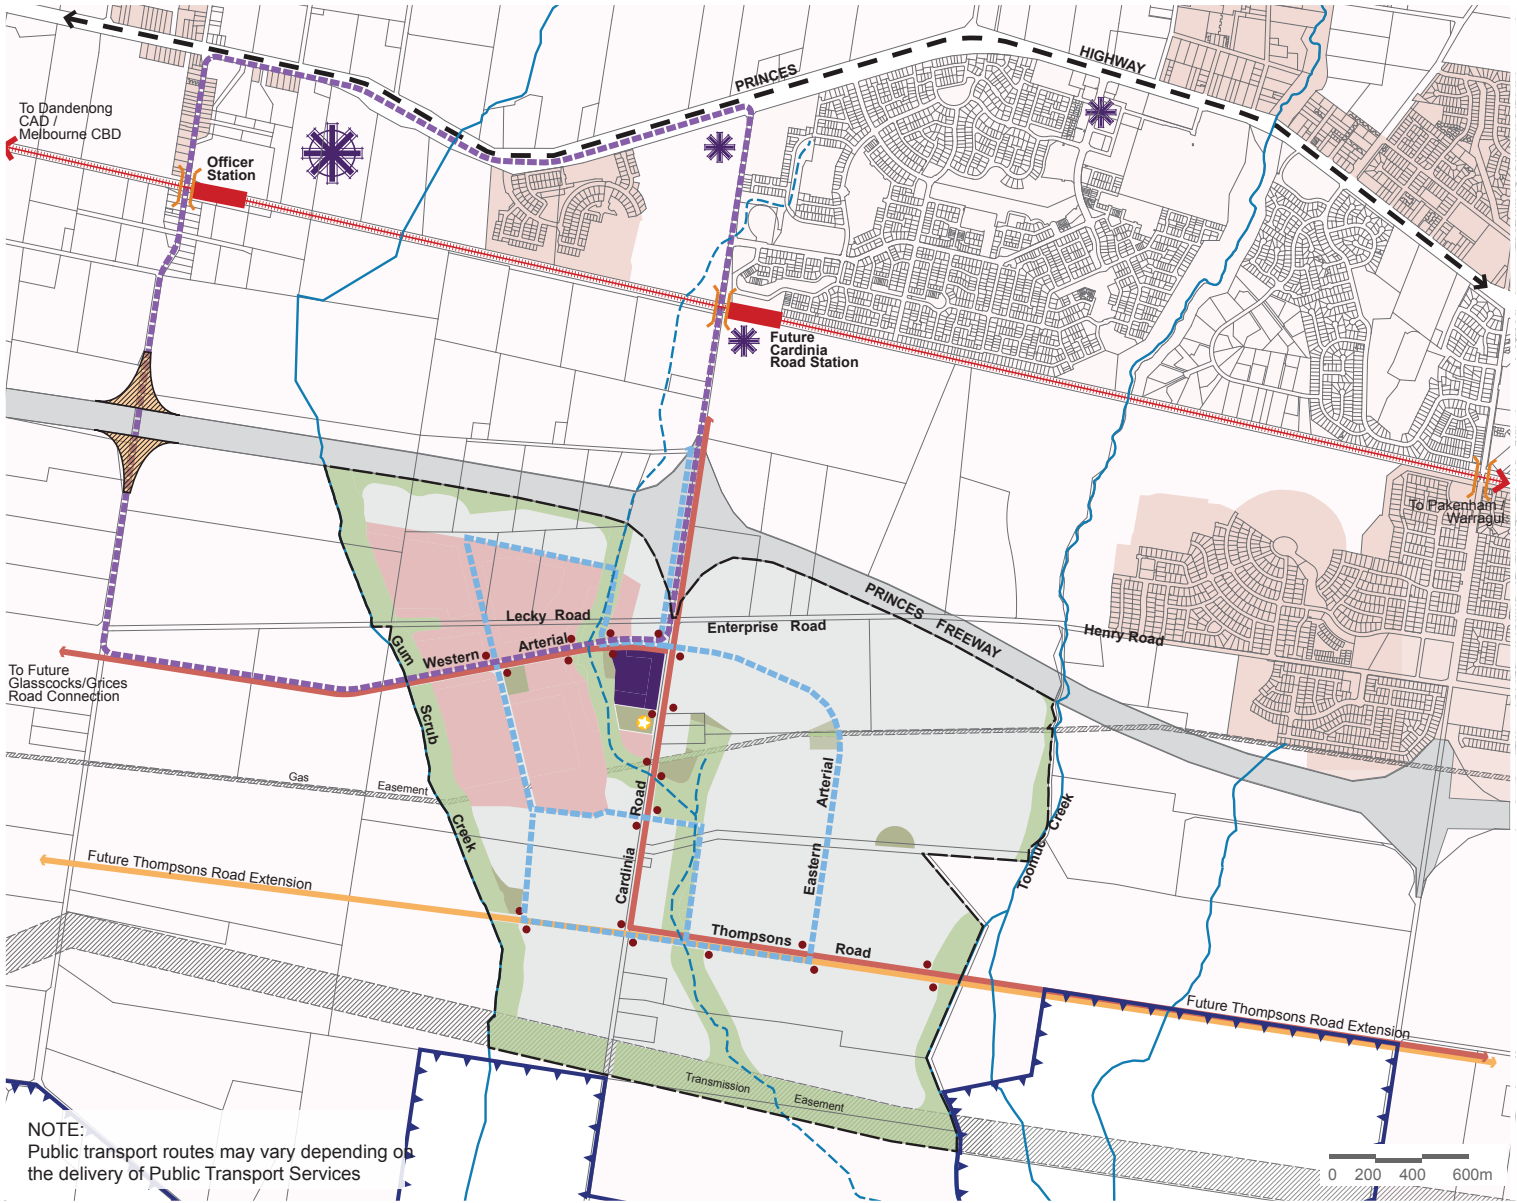 PRINCES
HIGHWAY
To Dandenong
CAD /
Melbourne CBD
Officer
Station
Future
Cardinia
Road Station
To Pakenham /
Warragul
PRINCES FREEWAY
Lecky Road
Enterprise Road
Henry Road
Western Arterial
To Future
Glasscocks/Grices
Road Connection
Gum Scrub Creek
Gas Easement
Cardinia Road
Eastern Arterial
Toomuc Creek
Future Thompsons Road Extension
Thompsons Road
Future Thompsons Road Extension
Transmission Easement
NOTE:
Public transport routes may vary depending on
the delivery of Public Transport Services
0 200 400 600m